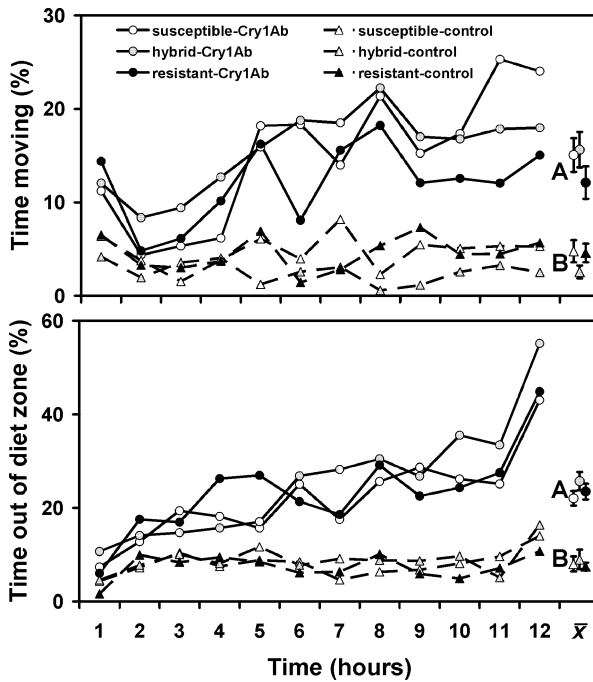 susceptible-Cry1Ab susceptible-control
hybrid-Cry1Ab hybrid-control
resistant-Cry1Ab resistant-control
Time moving (%)
30
20
10
0
A
B
Time out of diet zone (%)
60
40
20
0
A
B
1 2 3 4 5 6 7 8 9 10 11 12 x̄
Time (hours)